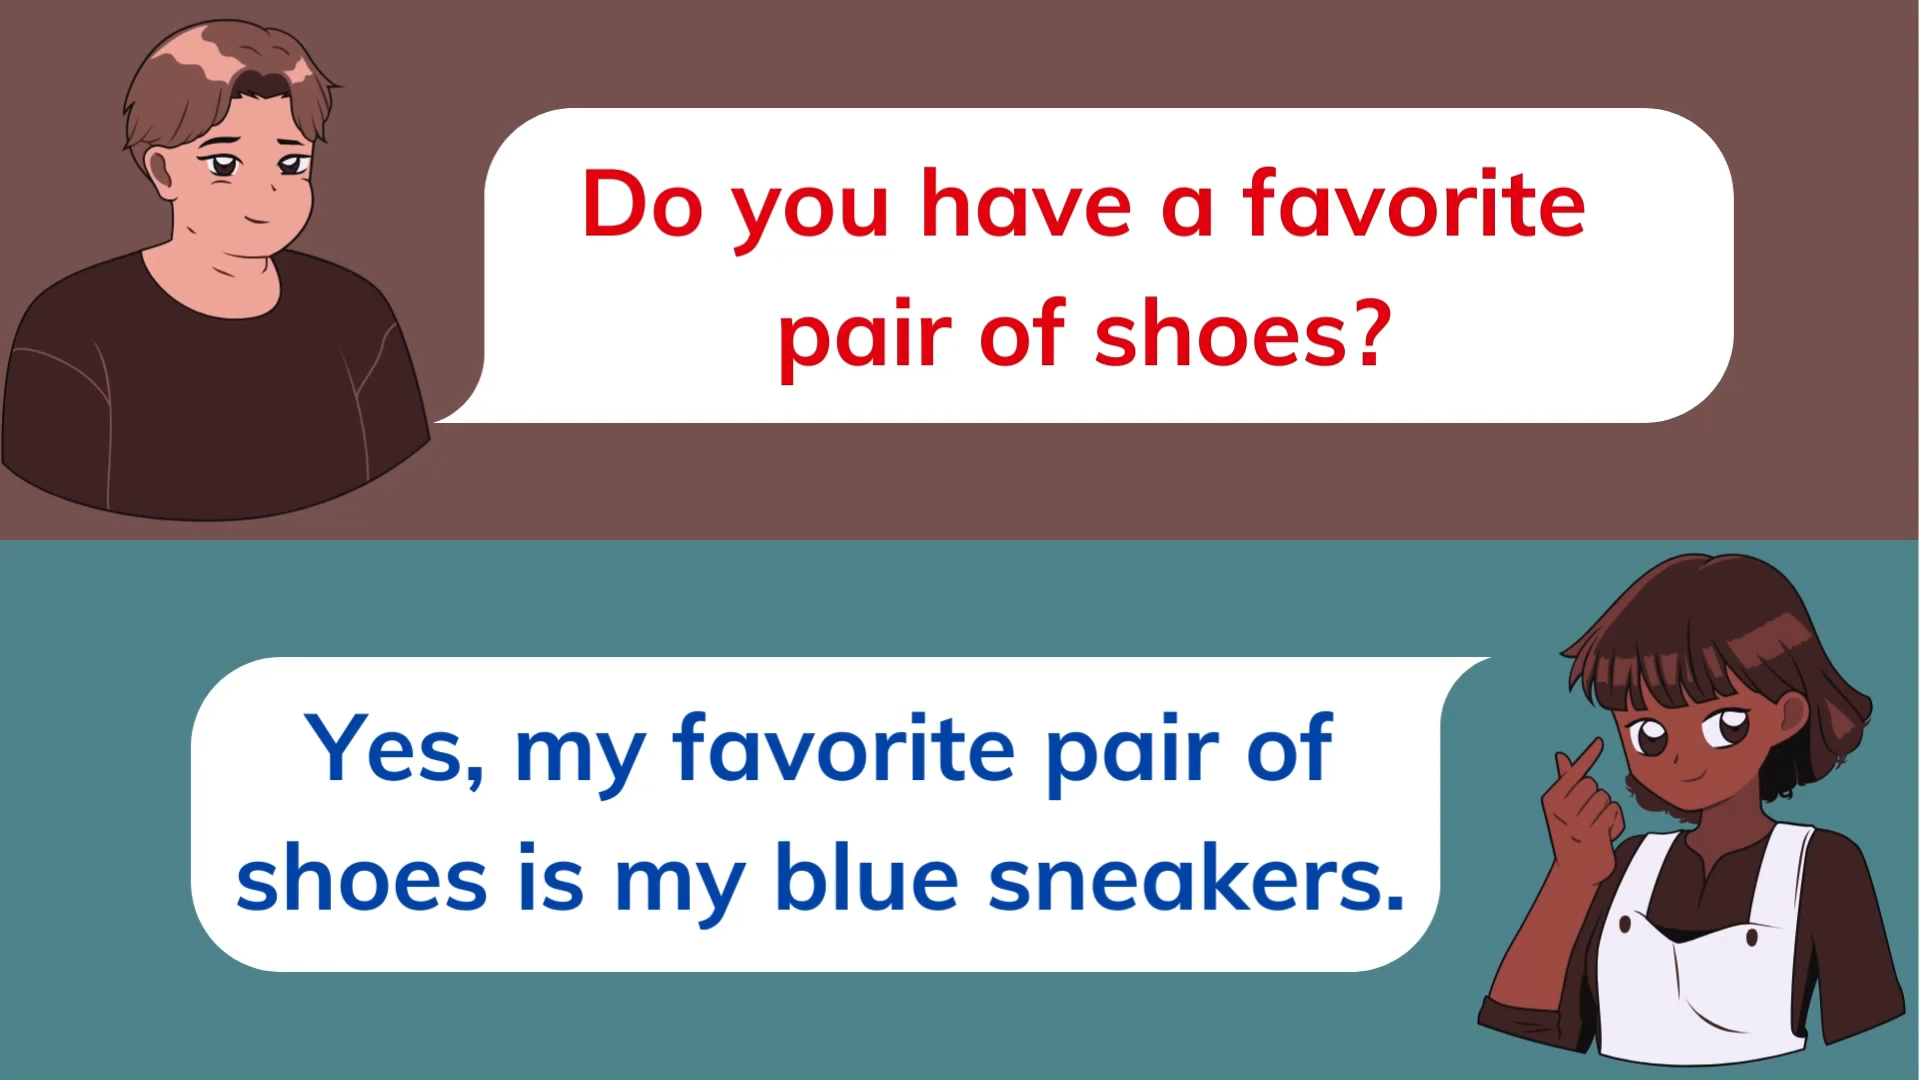 Do you have a favorite
pair of shoes?
Yes, my favorite pair of
shoes is my blue sneakers.